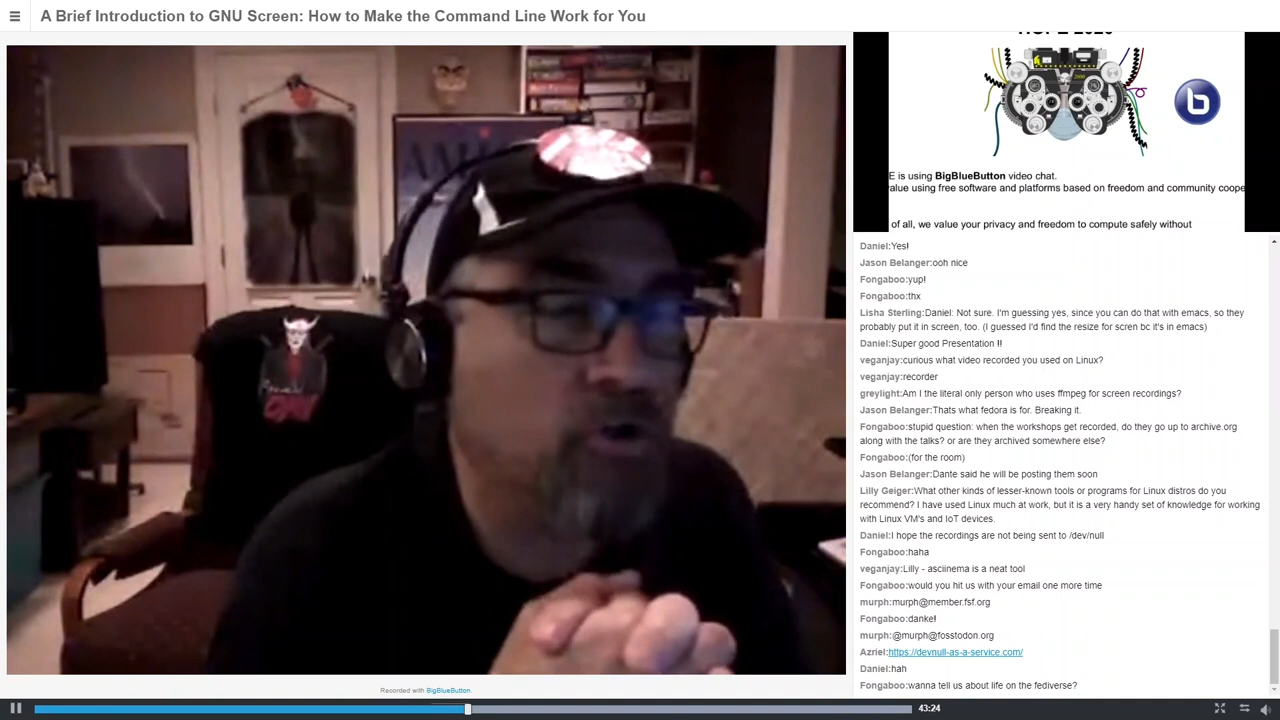 A Brief Introduction to GNU Screen: How to Make the Command Line Work for You
E is using BigBlueButton video chat.
value using free software and platforms based on freedom and community coope
of all, we value your privacy and freedom to compute safely without
Daniel:Yes!
Jason Belanger:ooh nice
Fongaboo:yup!
Fongaboo:thx
Lisha Sterling:Daniel: Not sure. I'm guessing yes, since you can do that with emacs, so they
probably put it in screen, too. (I guessed I'd find the resize for scren bc it's in emacs)
Daniel:Super good Presentation !!
veganjay:curious what video recorded you used on Linux?
veganjay:recorder
greylight:Am I the literal only person who uses ffmpeg for screen recordings?
Jason Belanger:Thats what fedora is for. Breaking it.
Fongaboo:stupid question: when the workshops get recorded, do they go up to archive.org
along with the talks? or are they archived somewhere else?
Fongaboo:(for the room)
Jason Belanger:Dante said he will be posting them soon
Lilly Geiger:What other kinds of lesser-known tools or programs for Linux distros do you
recommend? I have used Linux much at work, but it is a very handy set of knowledge for working
with Linux VM's and IoT devices.
Daniel:I hope the recordings are not being sent to /dev/null
Fongaboo:haha
veganjay:Lilly - asciinema is a neat tool
Fongaboo:would you hit us with your email one more time
murph:murph@member.fsf.org
Fongaboo:danke!
murph:@murph@fosstodon.org
Azriel:https://devnull-as-a-service.com/
Daniel:hah
Fongaboo:wanna tell us about life on the fediverse?
Recorded with BigBlueButton.
43:24